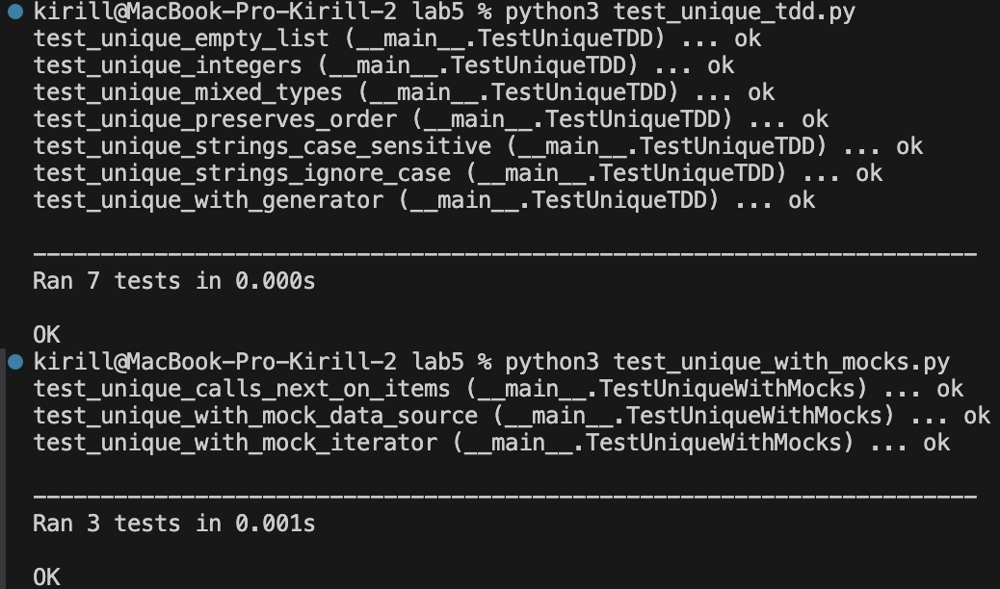 kirill@MacBook-Pro-Kirill-2 lab5 % python3 test_unique_tdd.py
test_unique_empty_list (__main__.TestUniqueTDD) ... ok
test_unique_integers (__main__.TestUniqueTDD) ... ok
test_unique_mixed_types (__main__.TestUniqueTDD) ... ok
test_unique_preserves_order (__main__.TestUniqueTDD) ... ok
test_unique_strings_case_sensitive (__main__.TestUniqueTDD) ... ok
test_unique_strings_ignore_case (__main__.TestUniqueTDD) ... ok
test_unique_with_generator (__main__.TestUniqueTDD) ... ok
----------------------------------------------------------------------
Ran 7 tests in 0.000s
OK
kirill@MacBook-Pro-Kirill-2 lab5 % python3 test_unique_with_mocks.py
test_unique_calls_next_on_items (__main__.TestUniqueWithMocks) ... ok
test_unique_with_mock_data_source (__main__.TestUniqueWithMocks) ... ok
test_unique_with_mock_iterator (__main__.TestUniqueWithMocks) ... ok
----------------------------------------------------------------------
Ran 3 tests in 0.001s
OK